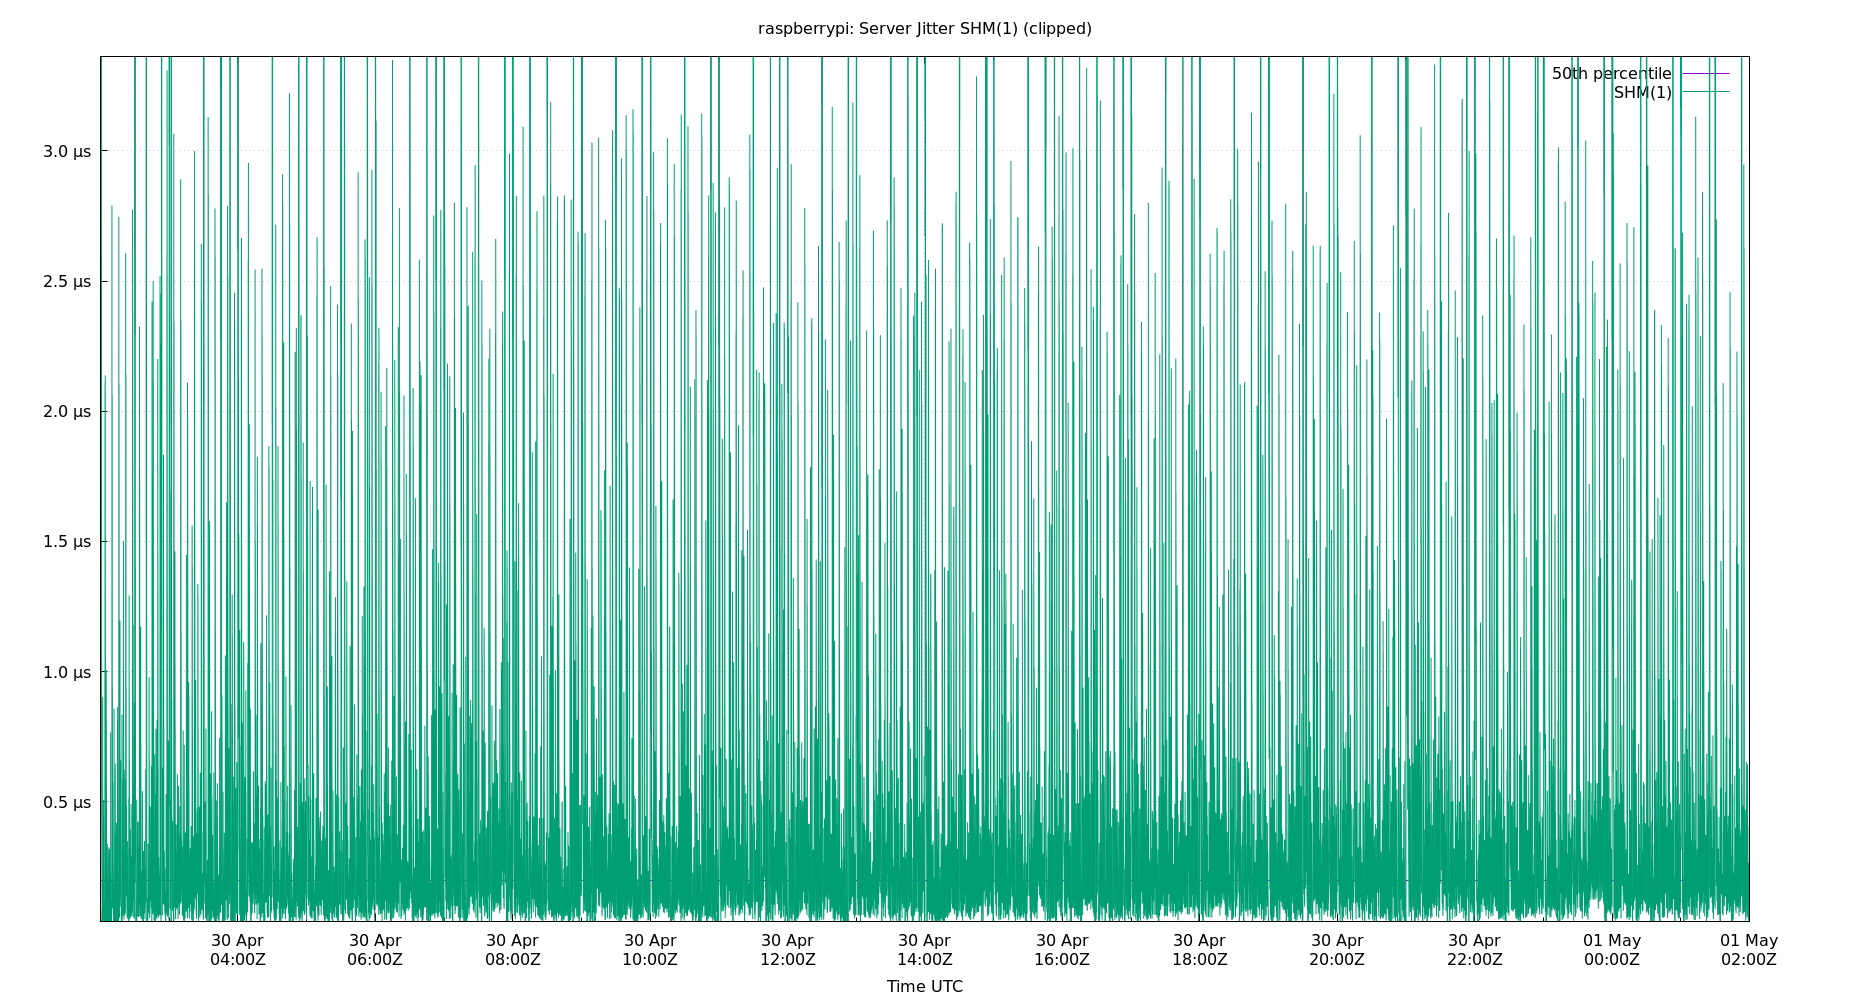 raspberrypi: Server Jitter SHM(1) (clipped)
50th percentile
SHM(1)
3.0 µs
2.5 µs
2.0 µs
1.5 µs
1.0 µs
0.5 µs
30 Apr 30 Apr 30 Apr 30 Apr 30 Apr 30 Apr 30 Apr 30 Apr 30 Apr 30 Apr 01 May 01 May
04:00Z 06:00Z 08:00Z 10:00Z 12:00Z 14:00Z 16:00Z 18:00Z 20:00Z 22:00Z 00:00Z 02:00Z
Time UTC